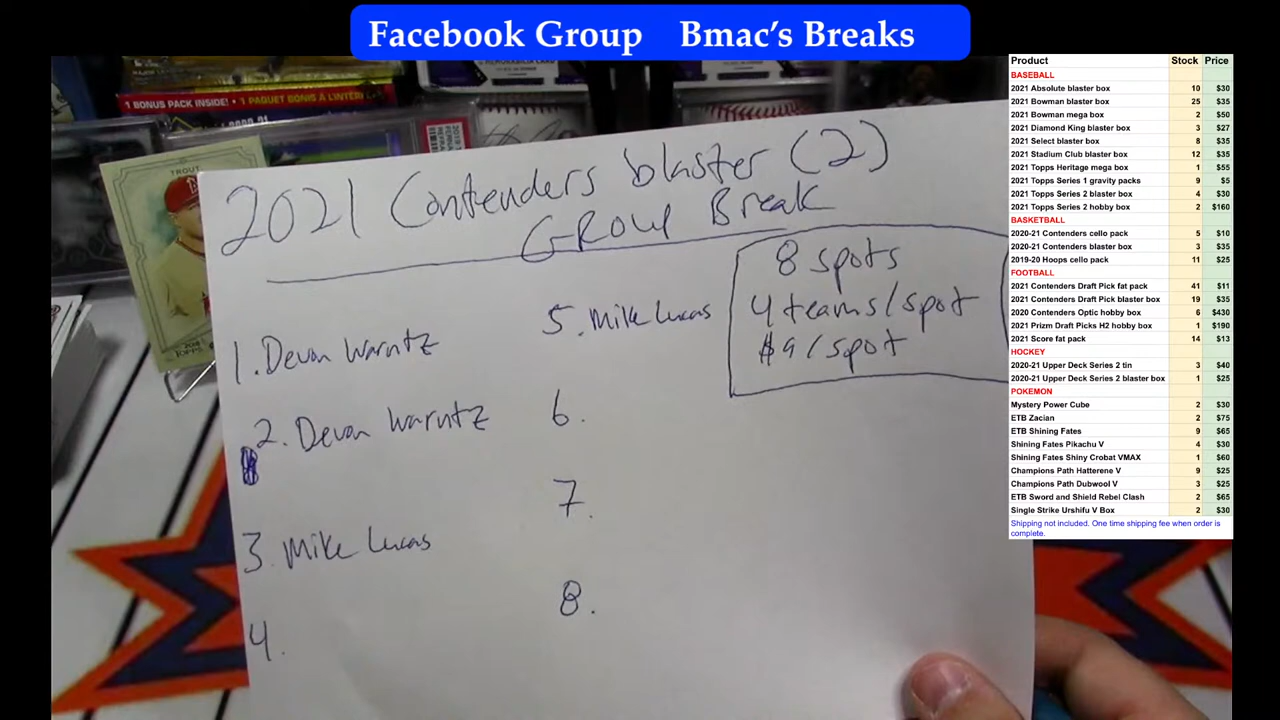 Facebook Group Bmac's Breaks
1 BONUS PACK INSIDE! • 1 PAQUET BONIS À L'INTÉRI
TROUT
TOPPS
2021 Contenders blaster (2)
GROUP Break
8 spots
4 teams/spot
$9/spot
1. Devon Warntz
2. Devon Warntz
3. Mike Lucas
4.
5. Mike Lucas
6.
7.
8.
Product Stock Price
BASEBALL
2021 Absolute blaster box 10 $30
2021 Bowman blaster box 25 $35
2021 Bowman mega box 2 $50
2021 Diamond King blaster box 3 $27
2021 Select blaster box 8 $35
2021 Stadium Club blaster box 12 $35
2021 Topps Heritage mega box 1 $55
2021 Topps Series 1 gravity packs 9 $5
2021 Topps Series 2 blaster box 4 $30
2021 Topps Series 2 hobby box 2 $160
BASKETBALL
2020-21 Contenders cello pack 5 $10
2020-21 Contenders blaster box 3 $35
2019-20 Hoops cello pack 11 $25
FOOTBALL
2021 Contenders Draft Pick fat pack 41 $11
2021 Contenders Draft Pick blaster box 19 $35
2020 Contenders Optic hobby box 6 $430
2021 Prizm Draft Picks H2 hobby box 1 $190
2021 Score fat pack 14 $13
HOCKEY
2020-21 Upper Deck Series 2 tin 3 $40
2020-21 Upper Deck Series 2 blaster box 1 $25
POKEMON
Mystery Power Cube 2 $30
ETB Zacian 2 $75
ETB Shining Fates 9 $65
Shining Fates Pikachu V 4 $30
Shining Fates Shiny Crobat VMAX 1 $60
Champions Path Hatterene V 9 $25
Champions Path Dubwool V 3 $25
ETB Sword and Shield Rebel Clash 2 $65
Single Strike Urshifu V Box 2 $30
Shipping not included. One time shipping fee when order is
complete.